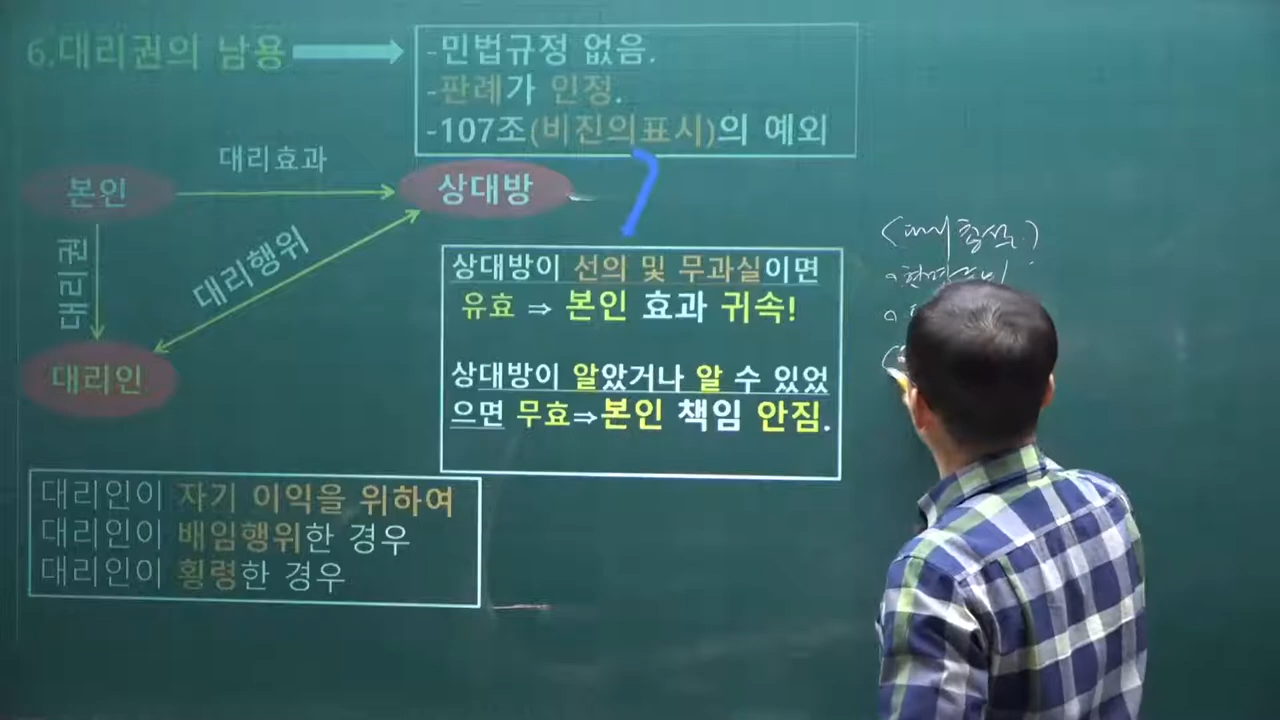 6.대리권의 남용
-민법규정 없음.
-판례가 인정.
-107조(비진의표시)의 예외
대리효과
본인
상대방
대리권
대리행위
대리인
상대방이 선의 및 무과실이면
유효 ⇒ 본인 효과 귀속!
상대방이 알았거나 알 수 있었
으면 무효⇒본인 책임 안짐.
대리인이 자기 이익을 위하여
대리인이 배임행위한 경우
대리인이 횡령한 경우